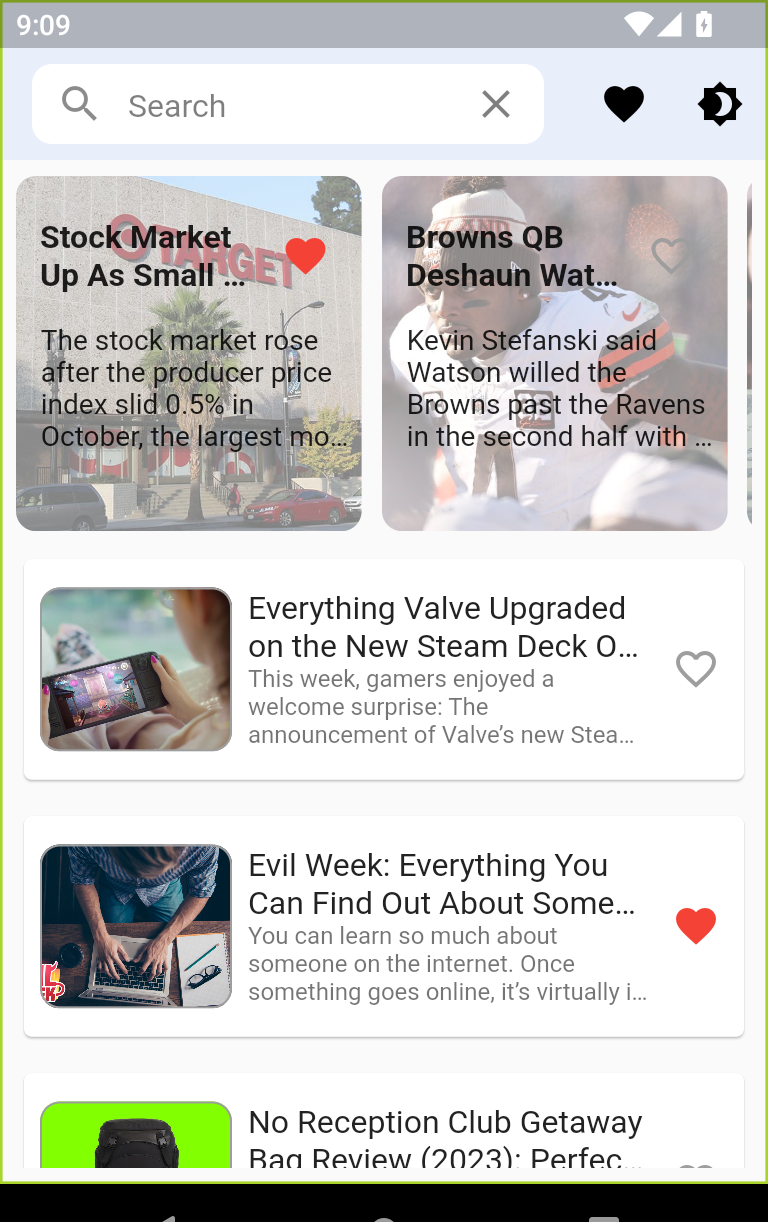 9:09
Search
Stock Market
Up As Small …
TARGET
The stock market rose
after the producer price
index slid 0.5% in
October, the largest mo…
Browns QB
Deshaun Wat…
Kevin Stefanski said
Watson willed the
Browns past the Ravens
in the second half with …
Everything Valve Upgraded
on the New Steam Deck O…
This week, gamers enjoyed a
welcome surprise: The
announcement of Valve’s new Stea…
Evil Week: Everything You
Can Find Out About Some…
You can learn so much about
someone on the internet. Once
something goes online, it’s virtually i…
No Reception Club Getaway
Bag Review (2023): Perfec…